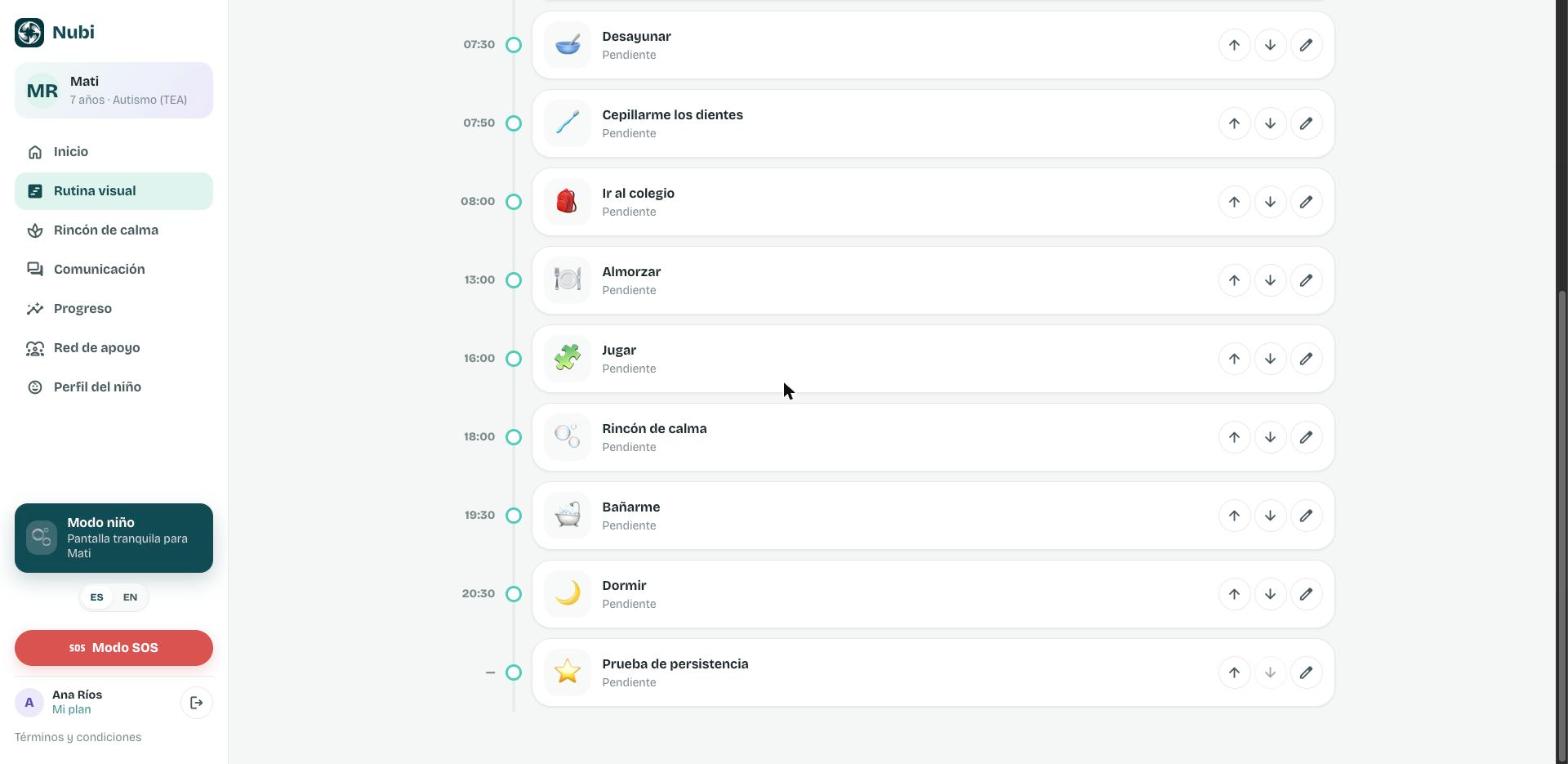 Nubi
MR
Mati
7 años · Autismo (TEA)
Inicio
Rutina visual
Rincón de calma
Comunicación
Progreso
Red de apoyo
Perfil del niño
Modo niño
Pantalla tranquila para
Mati
ES EN
SOS Modo SOS
A
Ana Ríos
Mi plan
Términos y condiciones
07:30
Desayunar
Pendiente
07:50
Cepillarme los dientes
Pendiente
08:00
Ir al colegio
Pendiente
13:00
Almorzar
Pendiente
16:00
Jugar
Pendiente
18:00
Rincón de calma
Pendiente
19:30
Bañarme
Pendiente
20:30
Dormir
Pendiente
—
Prueba de persistencia
Pendiente